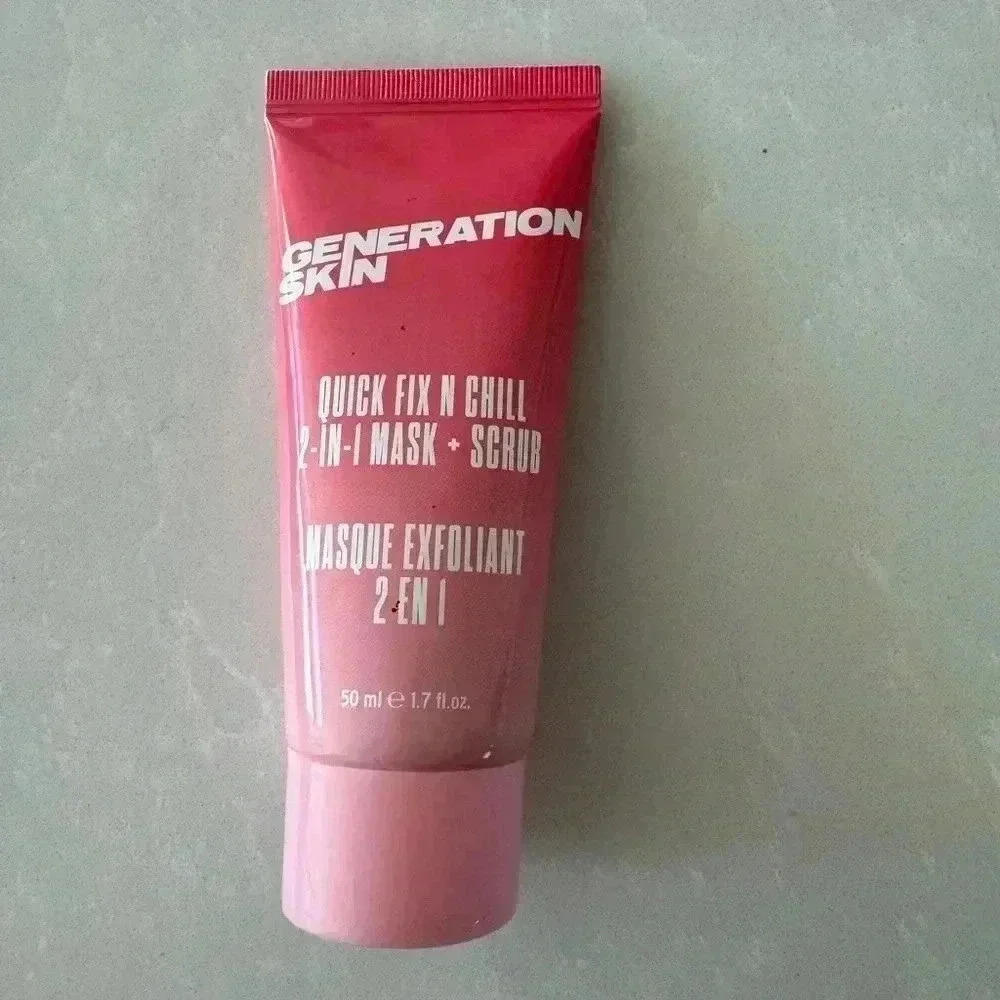 GENERATION
SKIN
QUICK FIX N CHILL
2-IN-1 MASK + SCRUB
MASQUE EXFOLIANT
2 EN 1
50 ml ℮ 1.7 fl.oz.